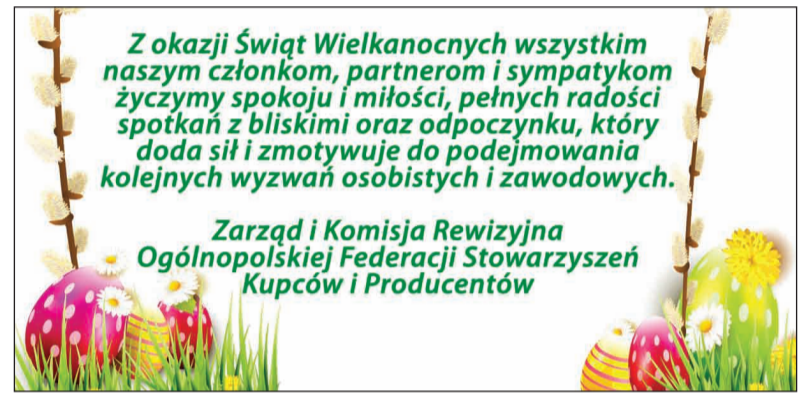 Z okazji Świąt Wielkanocnych wszystkim
naszym członkom, partnerom i sympatykom
życzymy spokoju i miłości, pełnych radości
spotkań z bliskimi oraz odpoczynku, który
doda sił i zmotywuje do podejmowania
kolejnych wyzwań osobistych i zawodowych.
Zarząd i Komisja Rewizyjna
Ogólnopolskiej Federacji Stowarzyszeń
Kupców i Producentów